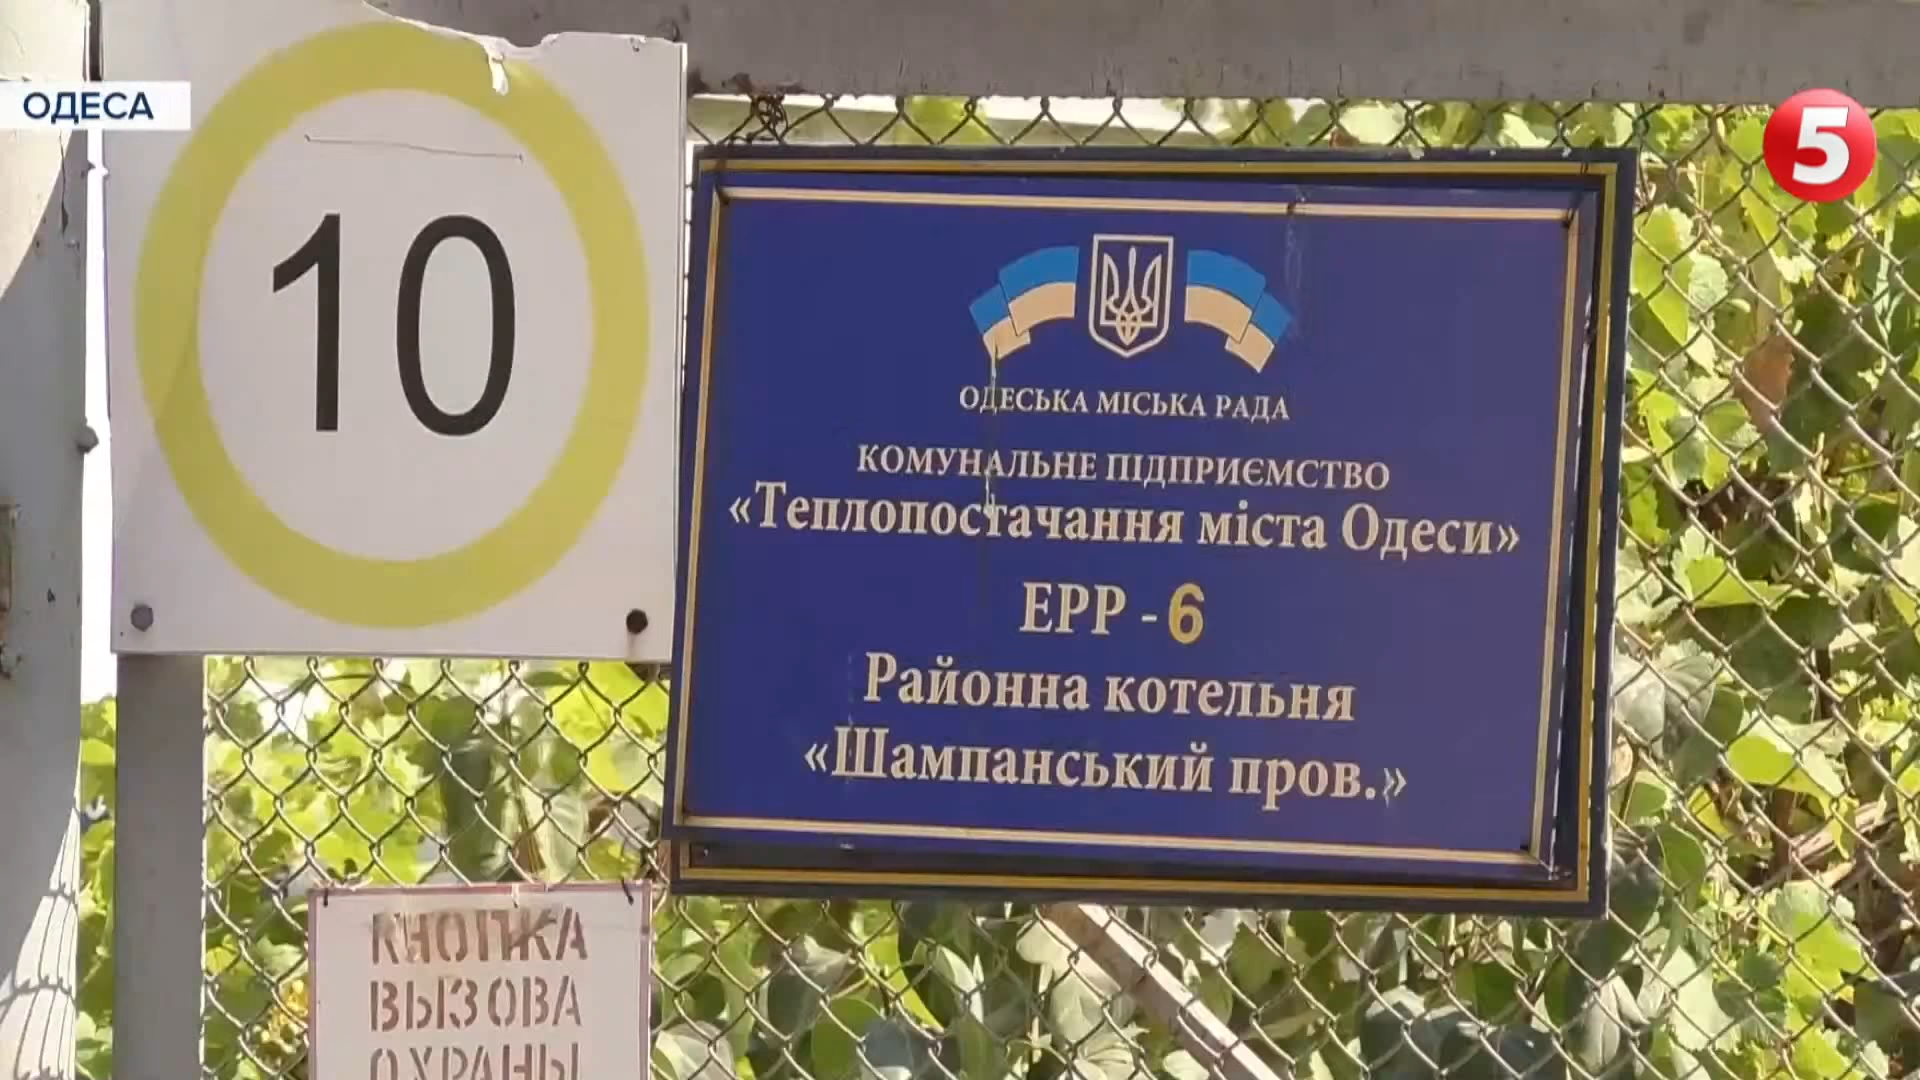 ОДЕСА
5
10
ОДЕСЬКА МІСЬКА РАДА
КОМУНАЛЬНЕ ПІДПРИЄМСТВО
«Теплопостачання міста Одеси»
ЕРР - 6
Районна котельня
«Шампанський пров.»
КНОПКА
ВЫЗОВА
ОХРАНЫ